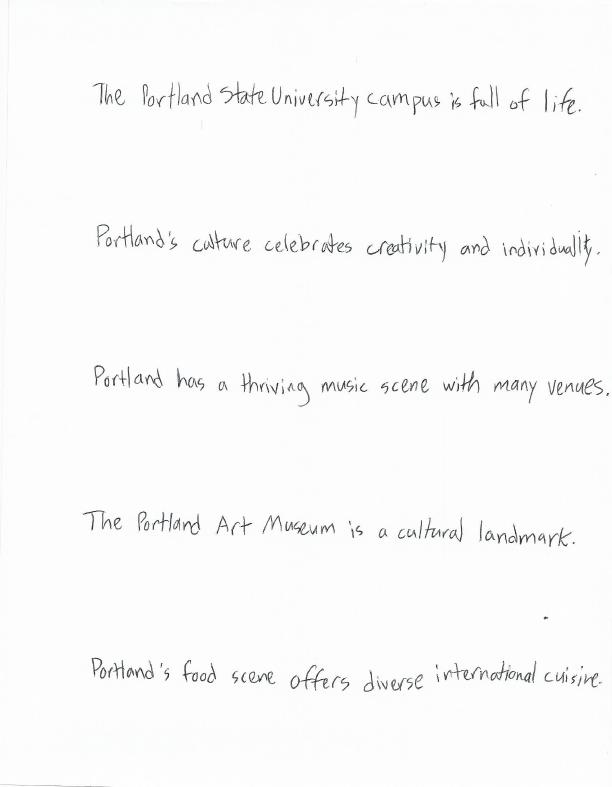 The Portland State University campus is full of life.
Portland's culture celebrates creativity and individuality.
Portland has a thriving music scene with many venues.
The Portland Art Museum is a cultural landmark.
Portland's food scene offers diverse international cuisine.